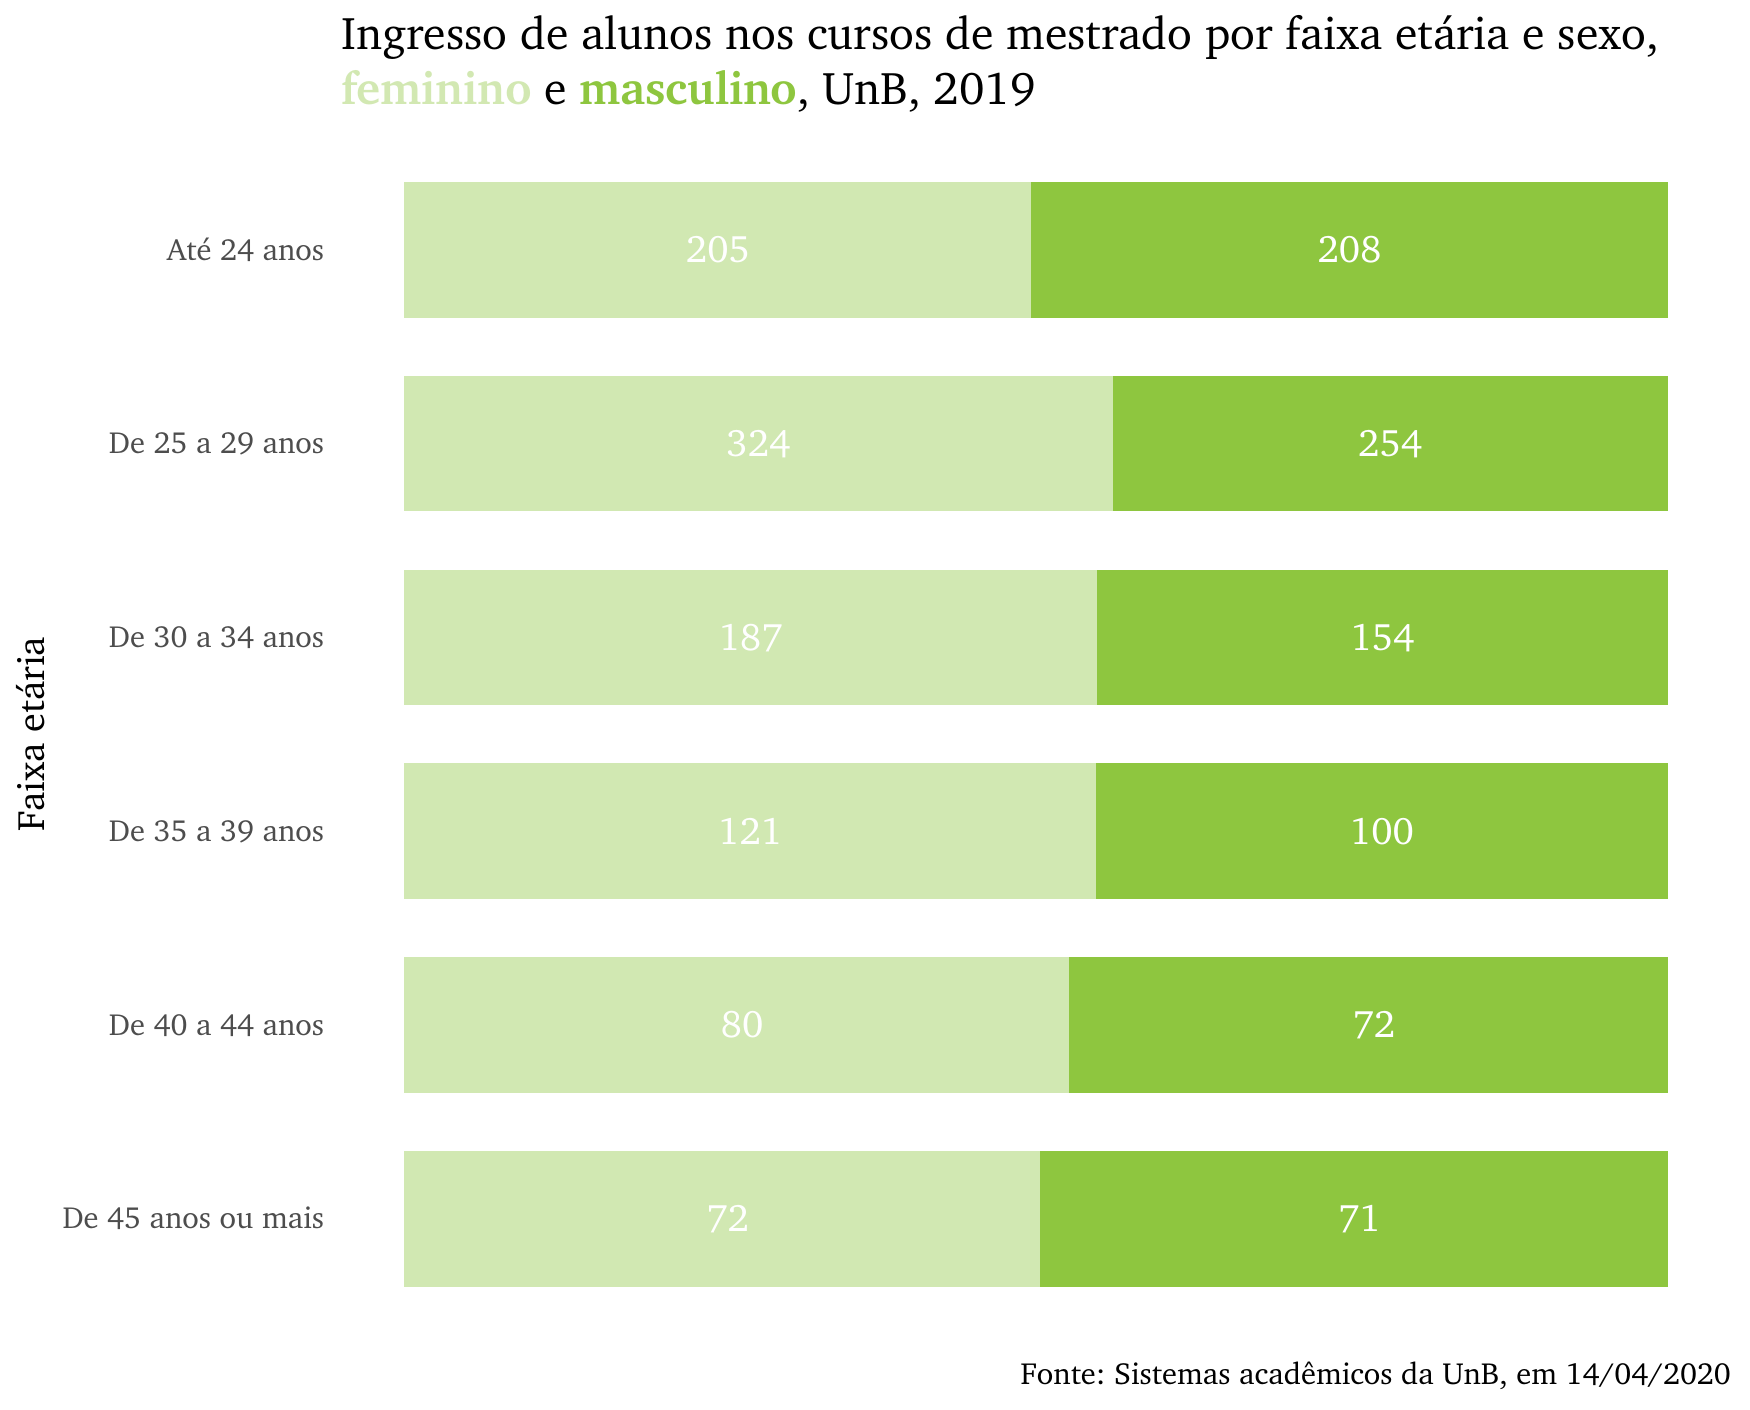 Ingresso de alunos nos cursos de mestrado por faixa etária e sexo,
feminino e masculino, UnB, 2019
Faixa etária
Até 24 anos 205 208
De 25 a 29 anos 324 254
De 30 a 34 anos 187 154
De 35 a 39 anos 121 100
De 40 a 44 anos 80 72
De 45 anos ou mais 72 71
Fonte: Sistemas acadêmicos da UnB, em 14/04/2020